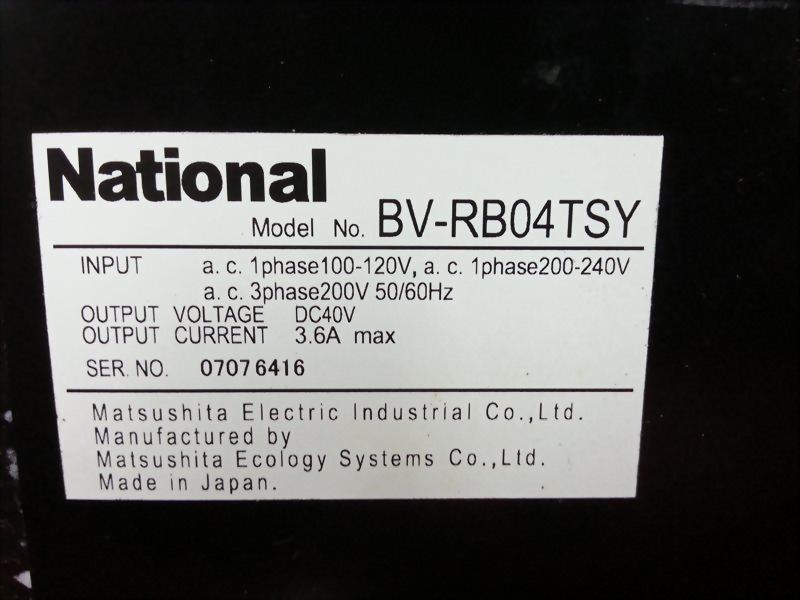 National
Model No. BV-RB04TSY
INPUT a. c. 1phase100-120V, a. c. 1phase200-240V
a. c. 3phase200V 50/60Hz
OUTPUT VOLTAGE DC40V
OUTPUT CURRENT 3.6A max
SER. NO. 07076416
Matsushita Electric Industrial Co.,Ltd.
Manufactured by
Matsushita Ecology Systems Co.,Ltd.
Made in Japan.